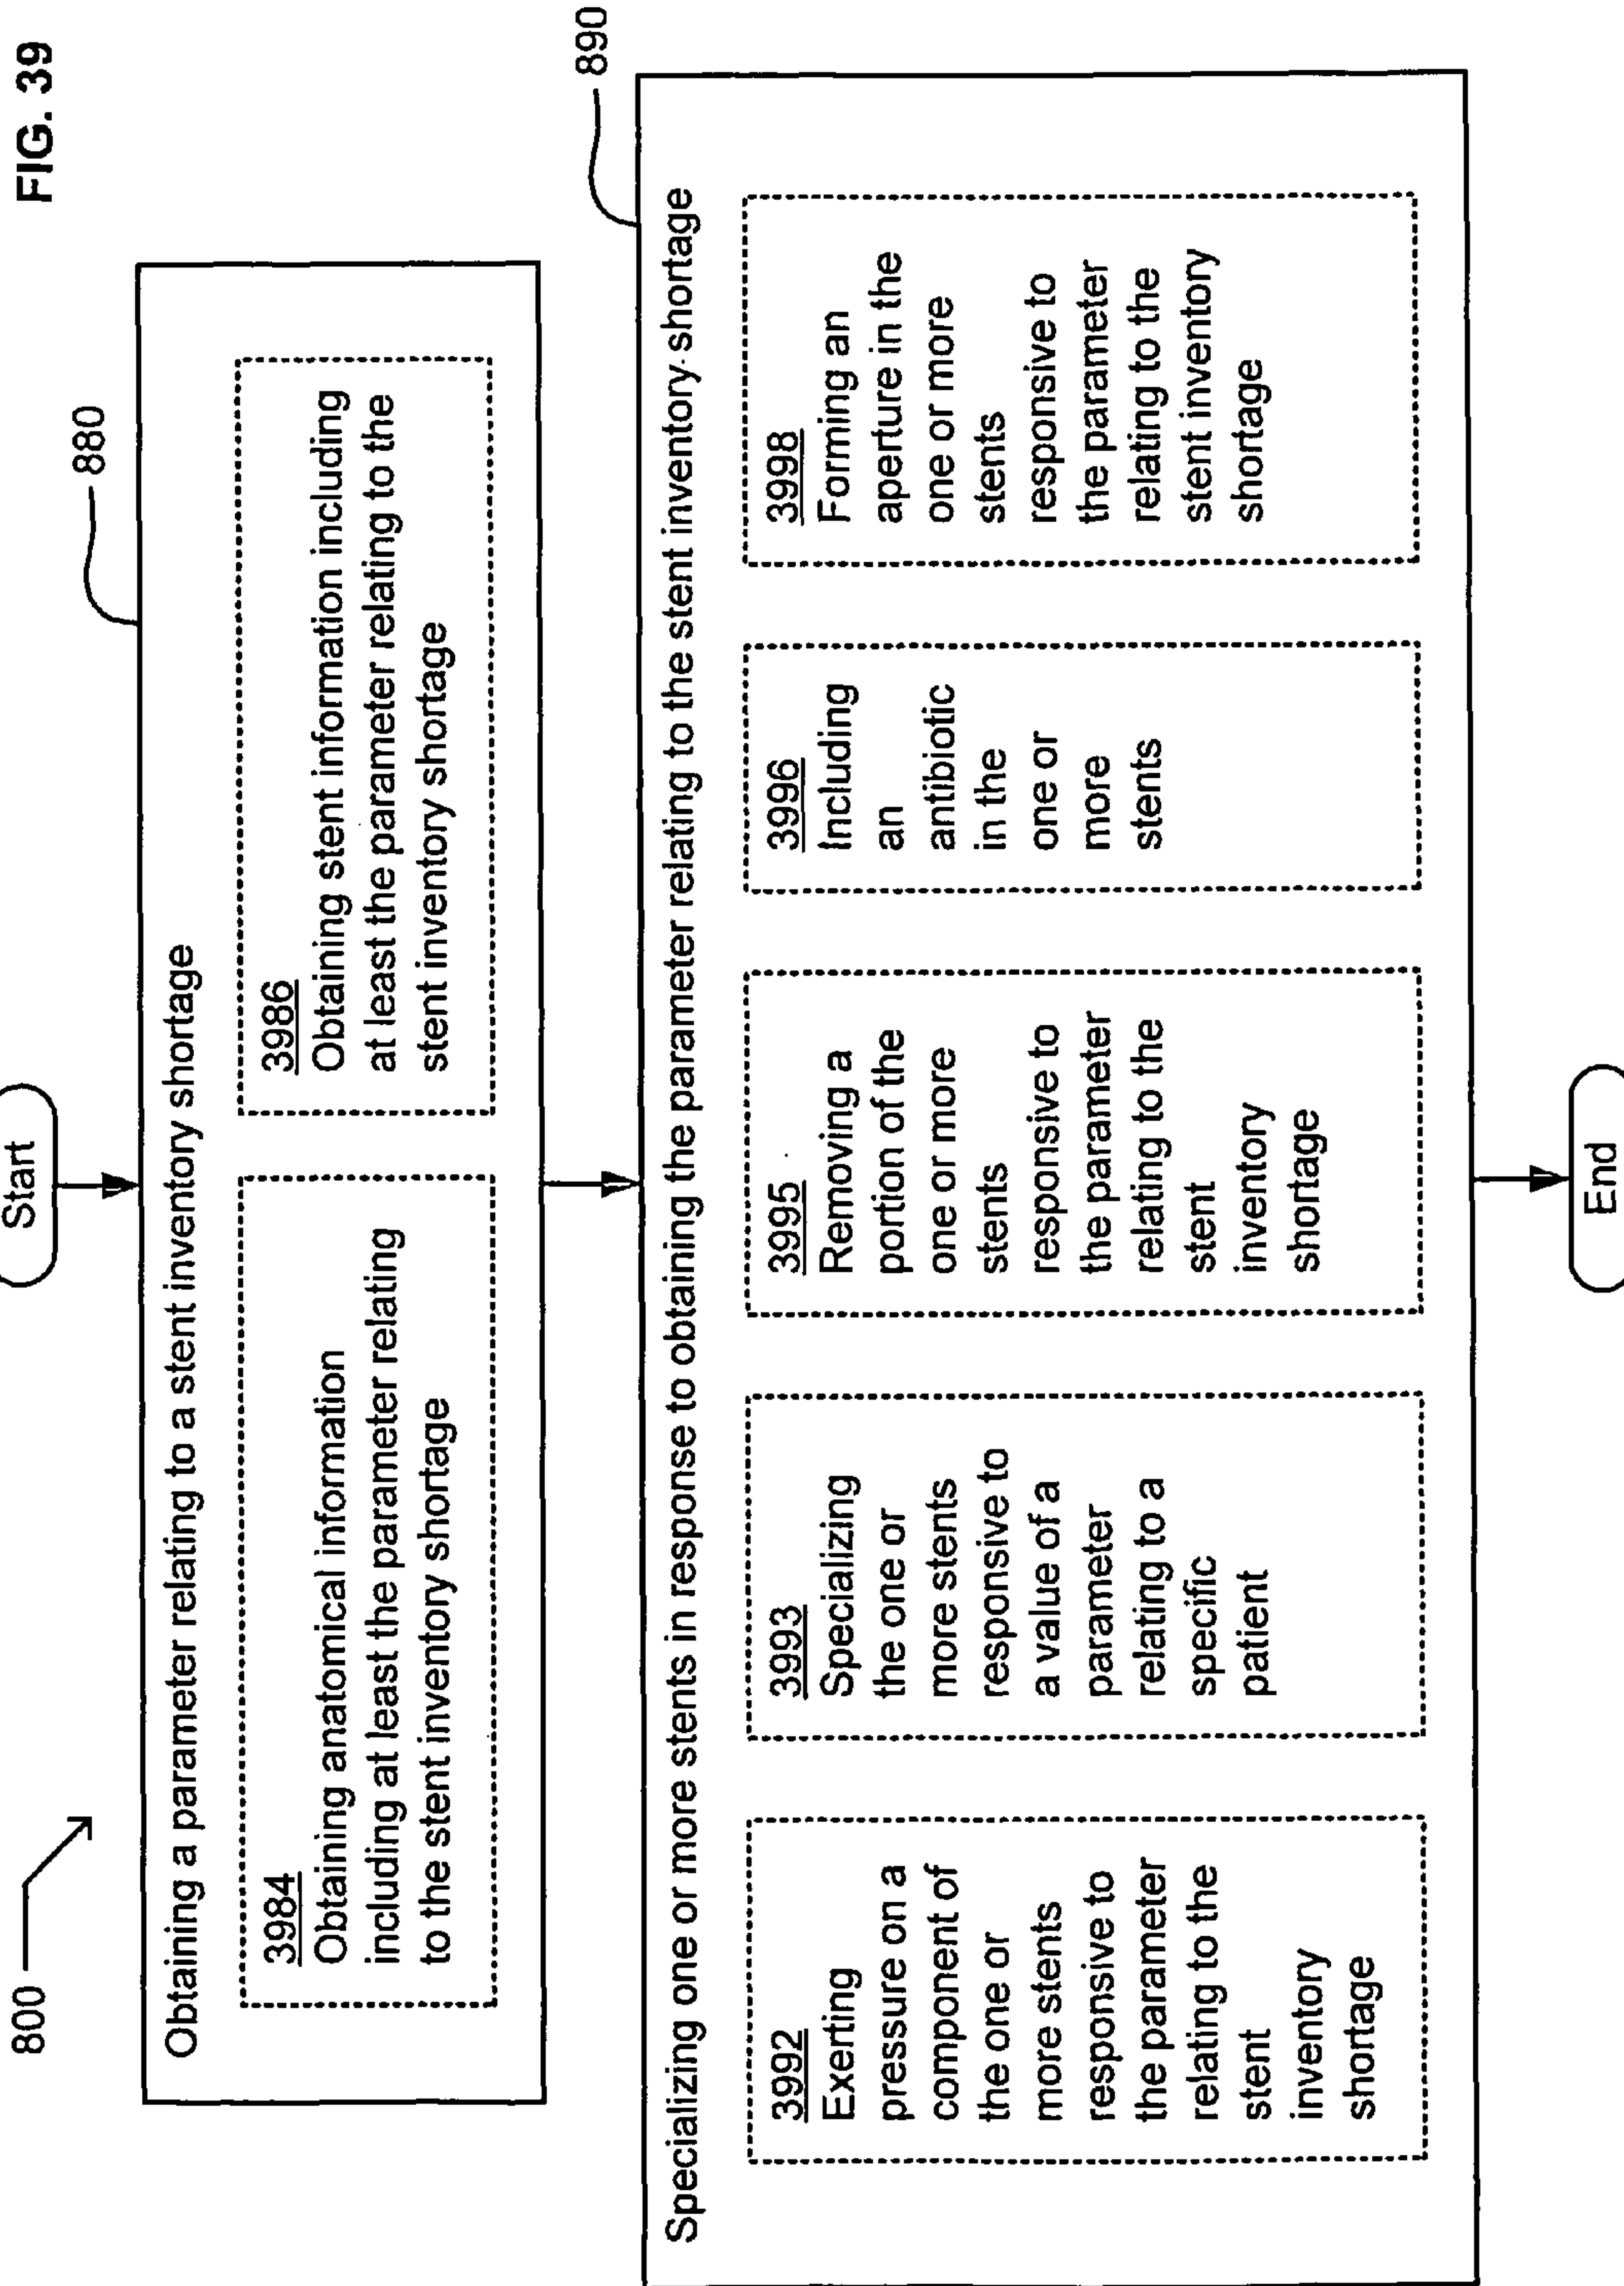 FIG. 39
800
Start
880
Obtaining a parameter relating to a stent inventory shortage
3984
Obtaining anatomical information
including at least the parameter relating
to the stent inventory shortage
3986
Obtaining stent information including
at least the parameter relating to the
stent inventory shortage
890
Specializing one or more stents in response to obtaining the parameter relating to the stent inventory shortage
3992
Exerting
pressure on a
component of
the one or
more stents
responsive to
the parameter
relating to the
stent
inventory
shortage
3993
Specializing
the one or
more stents
responsive to
a value of a
parameter
relating to a
specific
patient
3995
Removing a
portion of the
one or more
stents
responsive to
the parameter
relating to the
stent
inventory
shortage
3996
Including
an
antibiotic
in the
one or
more
stents
3998
Forming an
aperture in the
one or more
stents
responsive to
the parameter
relating to the
stent inventory
shortage
End